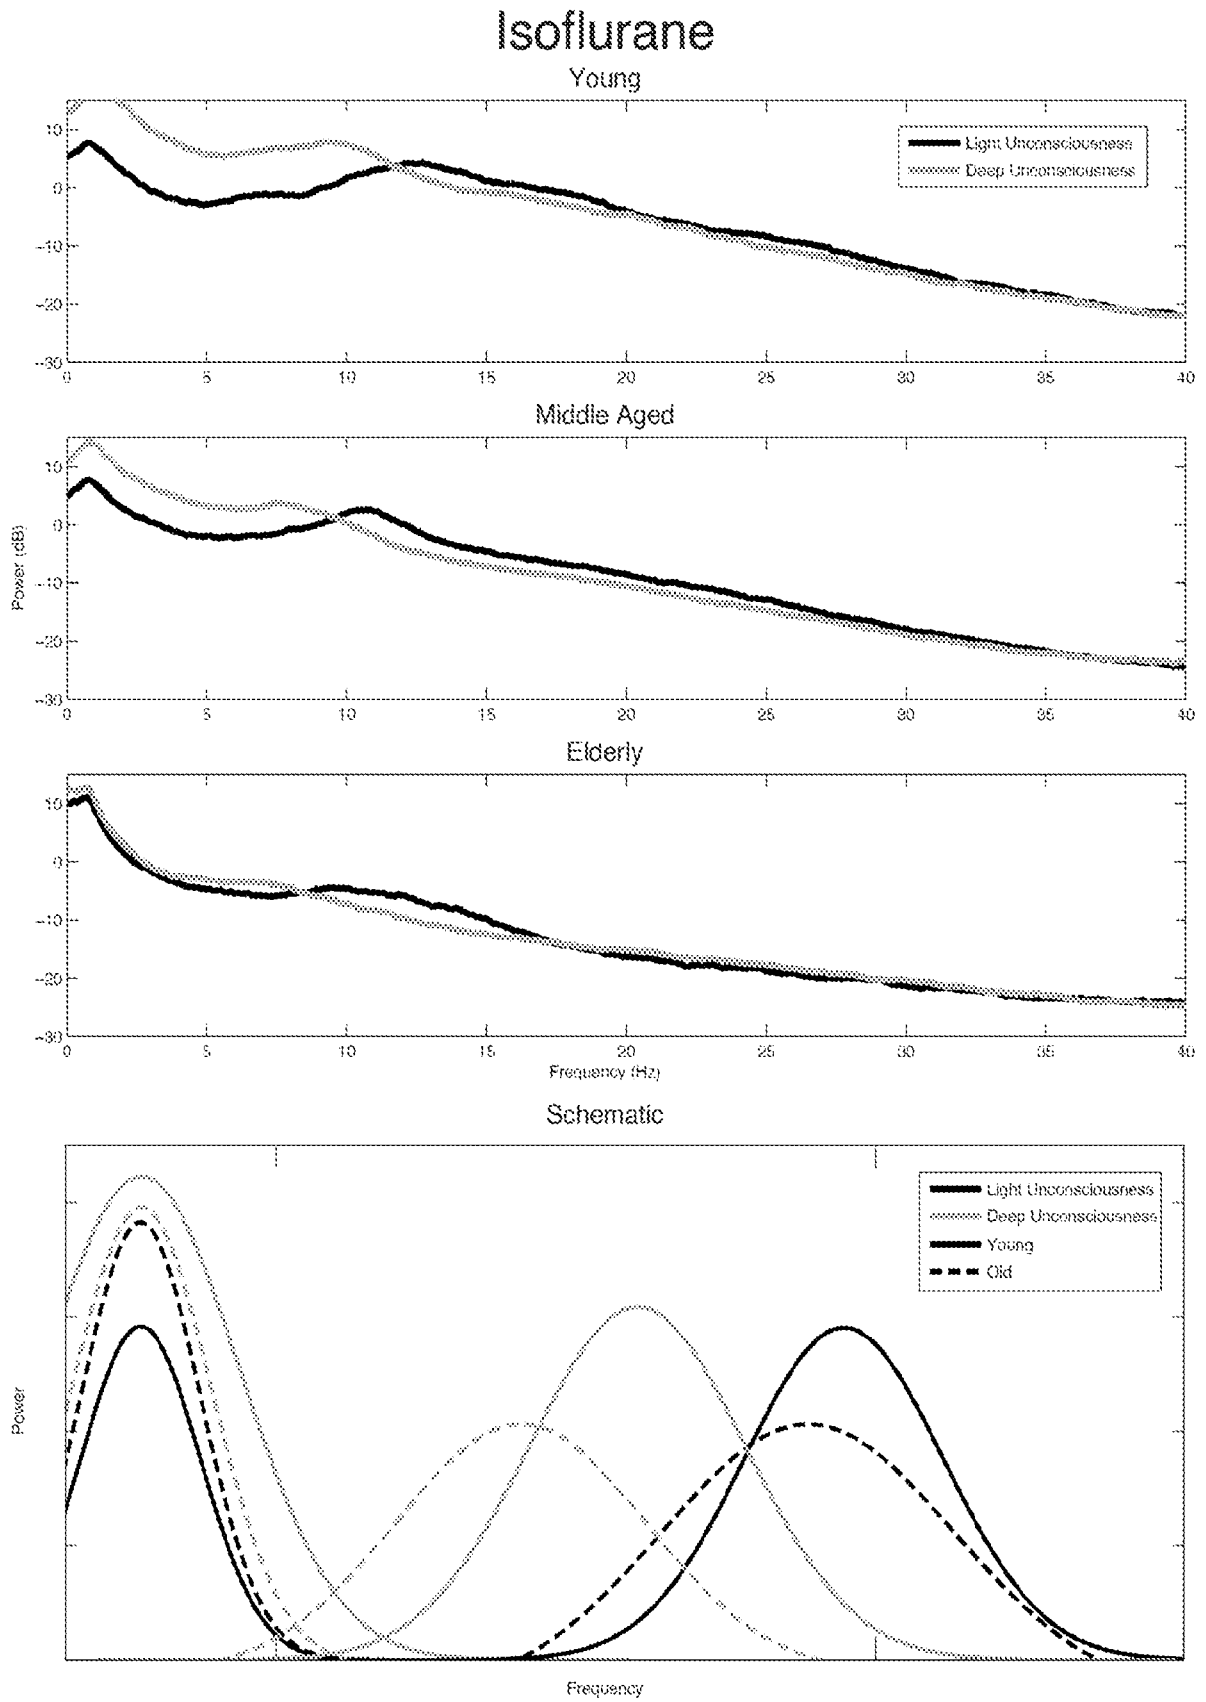 Isoflurane
Young
10
0
-10
-20
-30
Light Unconsciousness
Deep Unconsciousness
0 5 10 15 20 25 30 35 40
Middle Aged
10
0
-10
-20
-30
Power (dB)
0 5 10 15 20 25 30 35 40
Elderly
10
0
-10
-20
-30
0 5 10 15 20 25 30 35 40
Frequency (Hz)
Schematic
Light Unconsciousness
Deep Unconsciousness
Young
Old
Power
Frequency